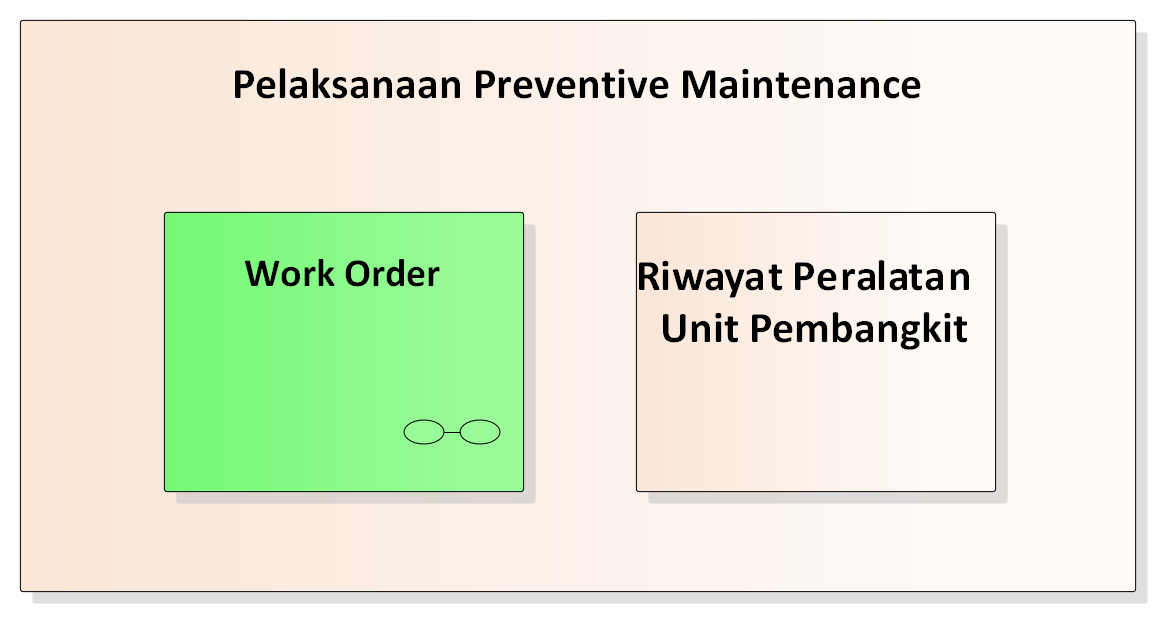 Pelaksanaan Preventive Maintenance
Work Order
Riwayat Peralatan
Unit Pembangkit